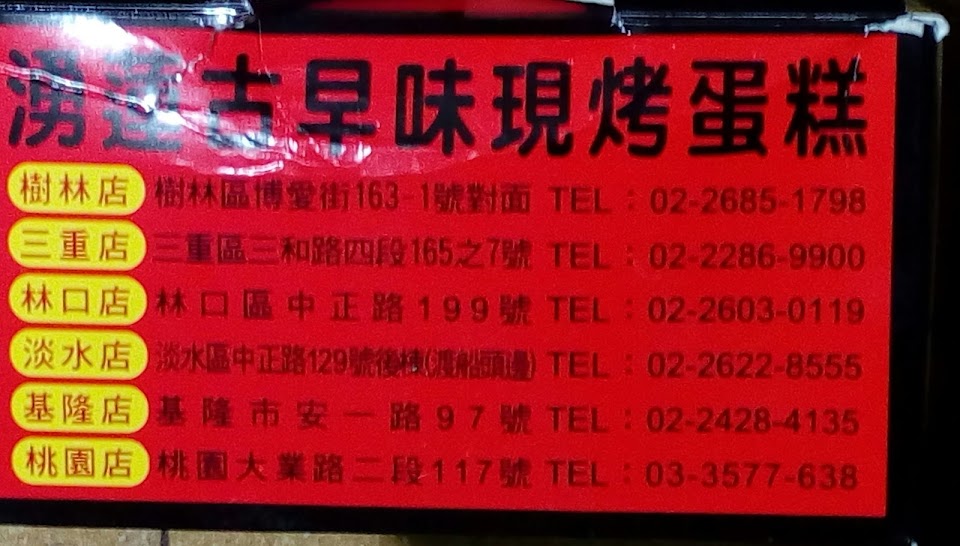 湧蓮古早味現烤蛋糕
樹林店 樹林區博愛街163-1號對面 TEL：02-2685-1798
三重店 三重區三和路四段165之7號 TEL：02-2286-9900
林口店 林口區中正路199號 TEL：02-2603-0119
淡水店 淡水區中正路129號後棟(渡船頭邊) TEL：02-2622-8555
基隆店 基隆市安一路97號 TEL：02-2428-4135
桃園店 桃園大業路二段117號 TEL：03-3577-638